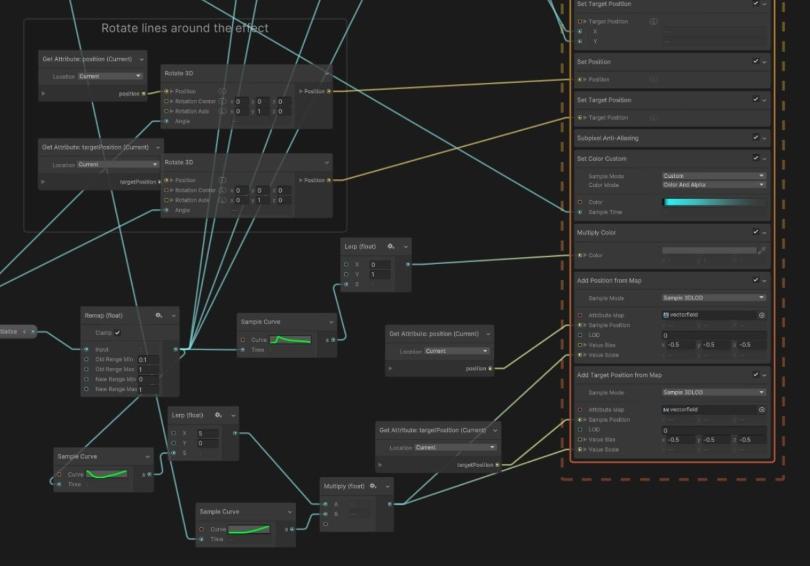 Rotate lines around the effect
Get Attribute: position (Current)
Location Current
position
Rotate 3D
Position
Rotation Center x 0 y 0 z 0
Rotation Axis x 0 y 1 z 0
Angle
Position
Get Attribute: targetPosition (Current)
Location Current
targetPosition
Rotate 3D
Position
Rotation Center x 0 y 0 z 0
Rotation Axis x 0 y 1 z 0
Angle
Position
Lerp (float)
X 0
Y 1
S
Remap (float)
Clamp
Input
Old Range Min 0.1
Old Range Max 1
New Range Min 0
New Range Max 1
Sample Curve
Curve
Time
s
Get Attribute: position (Current)
Location Current
position
Lerp (float)
X 5
Y 0
S
Sample Curve
Curve
Time
s
Get Attribute: targetPosition (Current)
Location Current
targetPosition
Sample Curve
Curve
Time
s
Multiply (float)
A
B
Set Target Position
Target Position
X
Y
Set Position
Position
Set Target Position
Target Position
Subpixel Anti-Aliasing
Set Color Custom
Sample Mode Custom
Color Mode Color And Alpha
Color
Sample Time
Multiply Color
Color
Add Position from Map
Sample Mode Sample 3DLOD
Attribute Map vectorfield
Sample Position
LOD 0
Value Bias x -0.5 y -0.5 z -0.5
Value Scale
Add Target Position from Map
Sample Mode Sample 3DLOD
Attribute Map vectorfield
Sample Position
LOD 0
Value Bias x -0.5 y -0.5 z -0.5
Value Scale